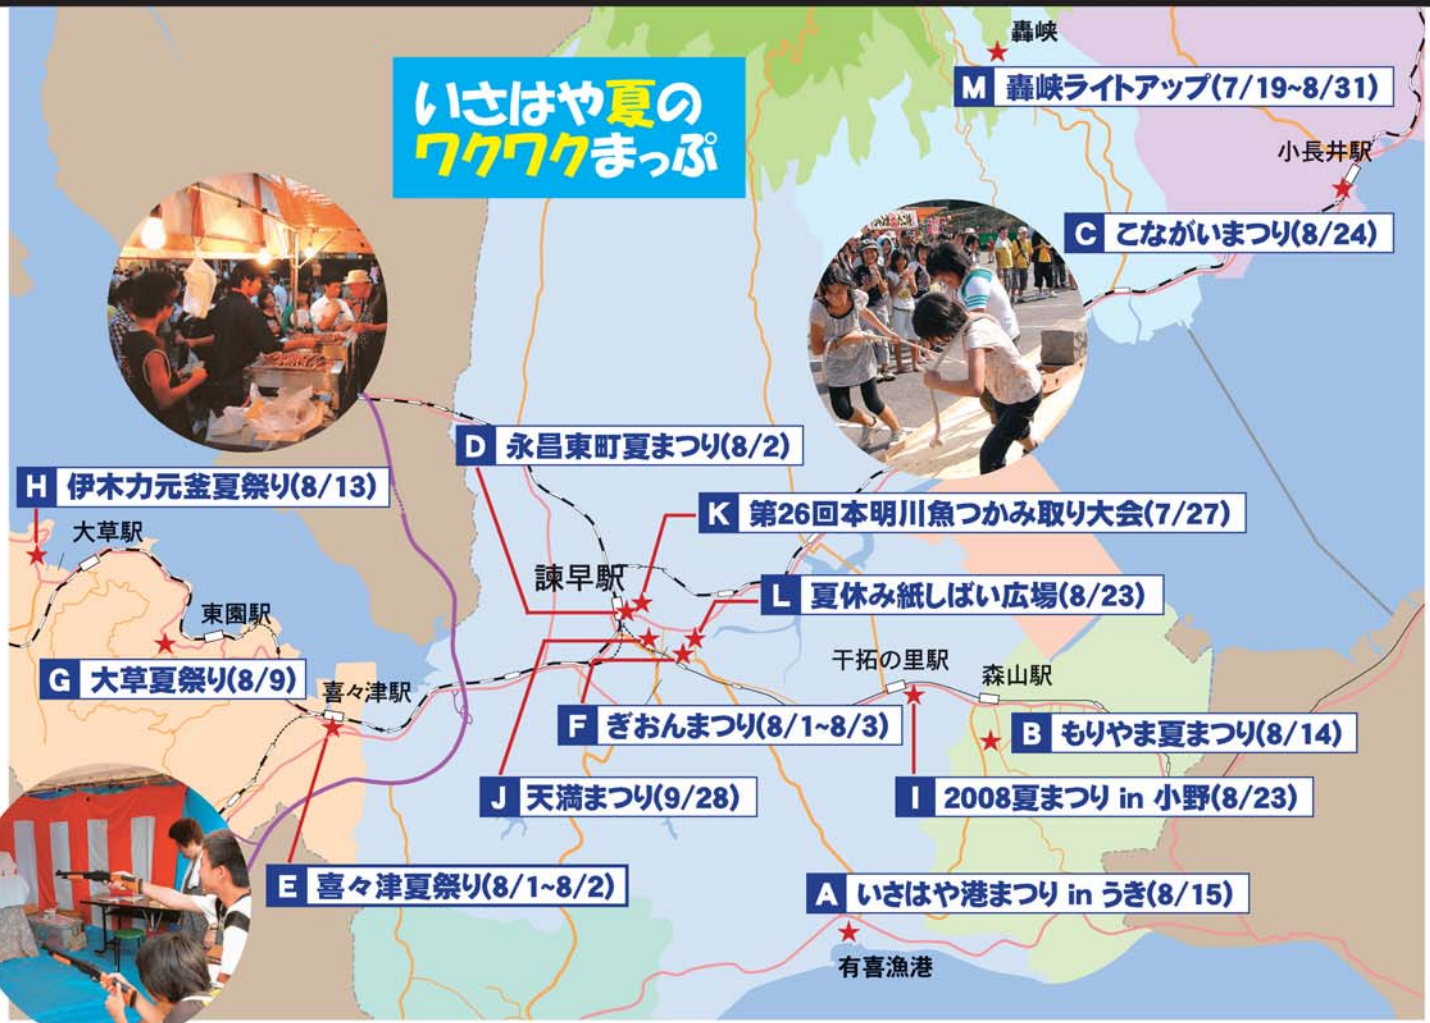 いさはや夏の
ワクワクまっぷ
轟峡
M 轟峡ライトアップ(7/19~8/31)
小長井駅
C こながいまつり(8/24)
D 永昌東町夏まつり(8/2)
H 伊木力元釜夏祭り(8/13)
K 第26回本明川魚つかみ取り大会(7/27)
大草駅
諫早駅
L 夏休み紙しばい広場(8/23)
東園駅
干拓の里駅
森山駅
G 大草夏祭り(8/9)
喜々津駅
F ぎおんまつり(8/1~8/3)
B もりやま夏まつり(8/14)
J 天満まつり(9/28)
I 2008夏まつり in 小野(8/23)
E 喜々津夏祭り(8/1~8/2)
A いさはや港まつり in うき(8/15)
有喜漁港